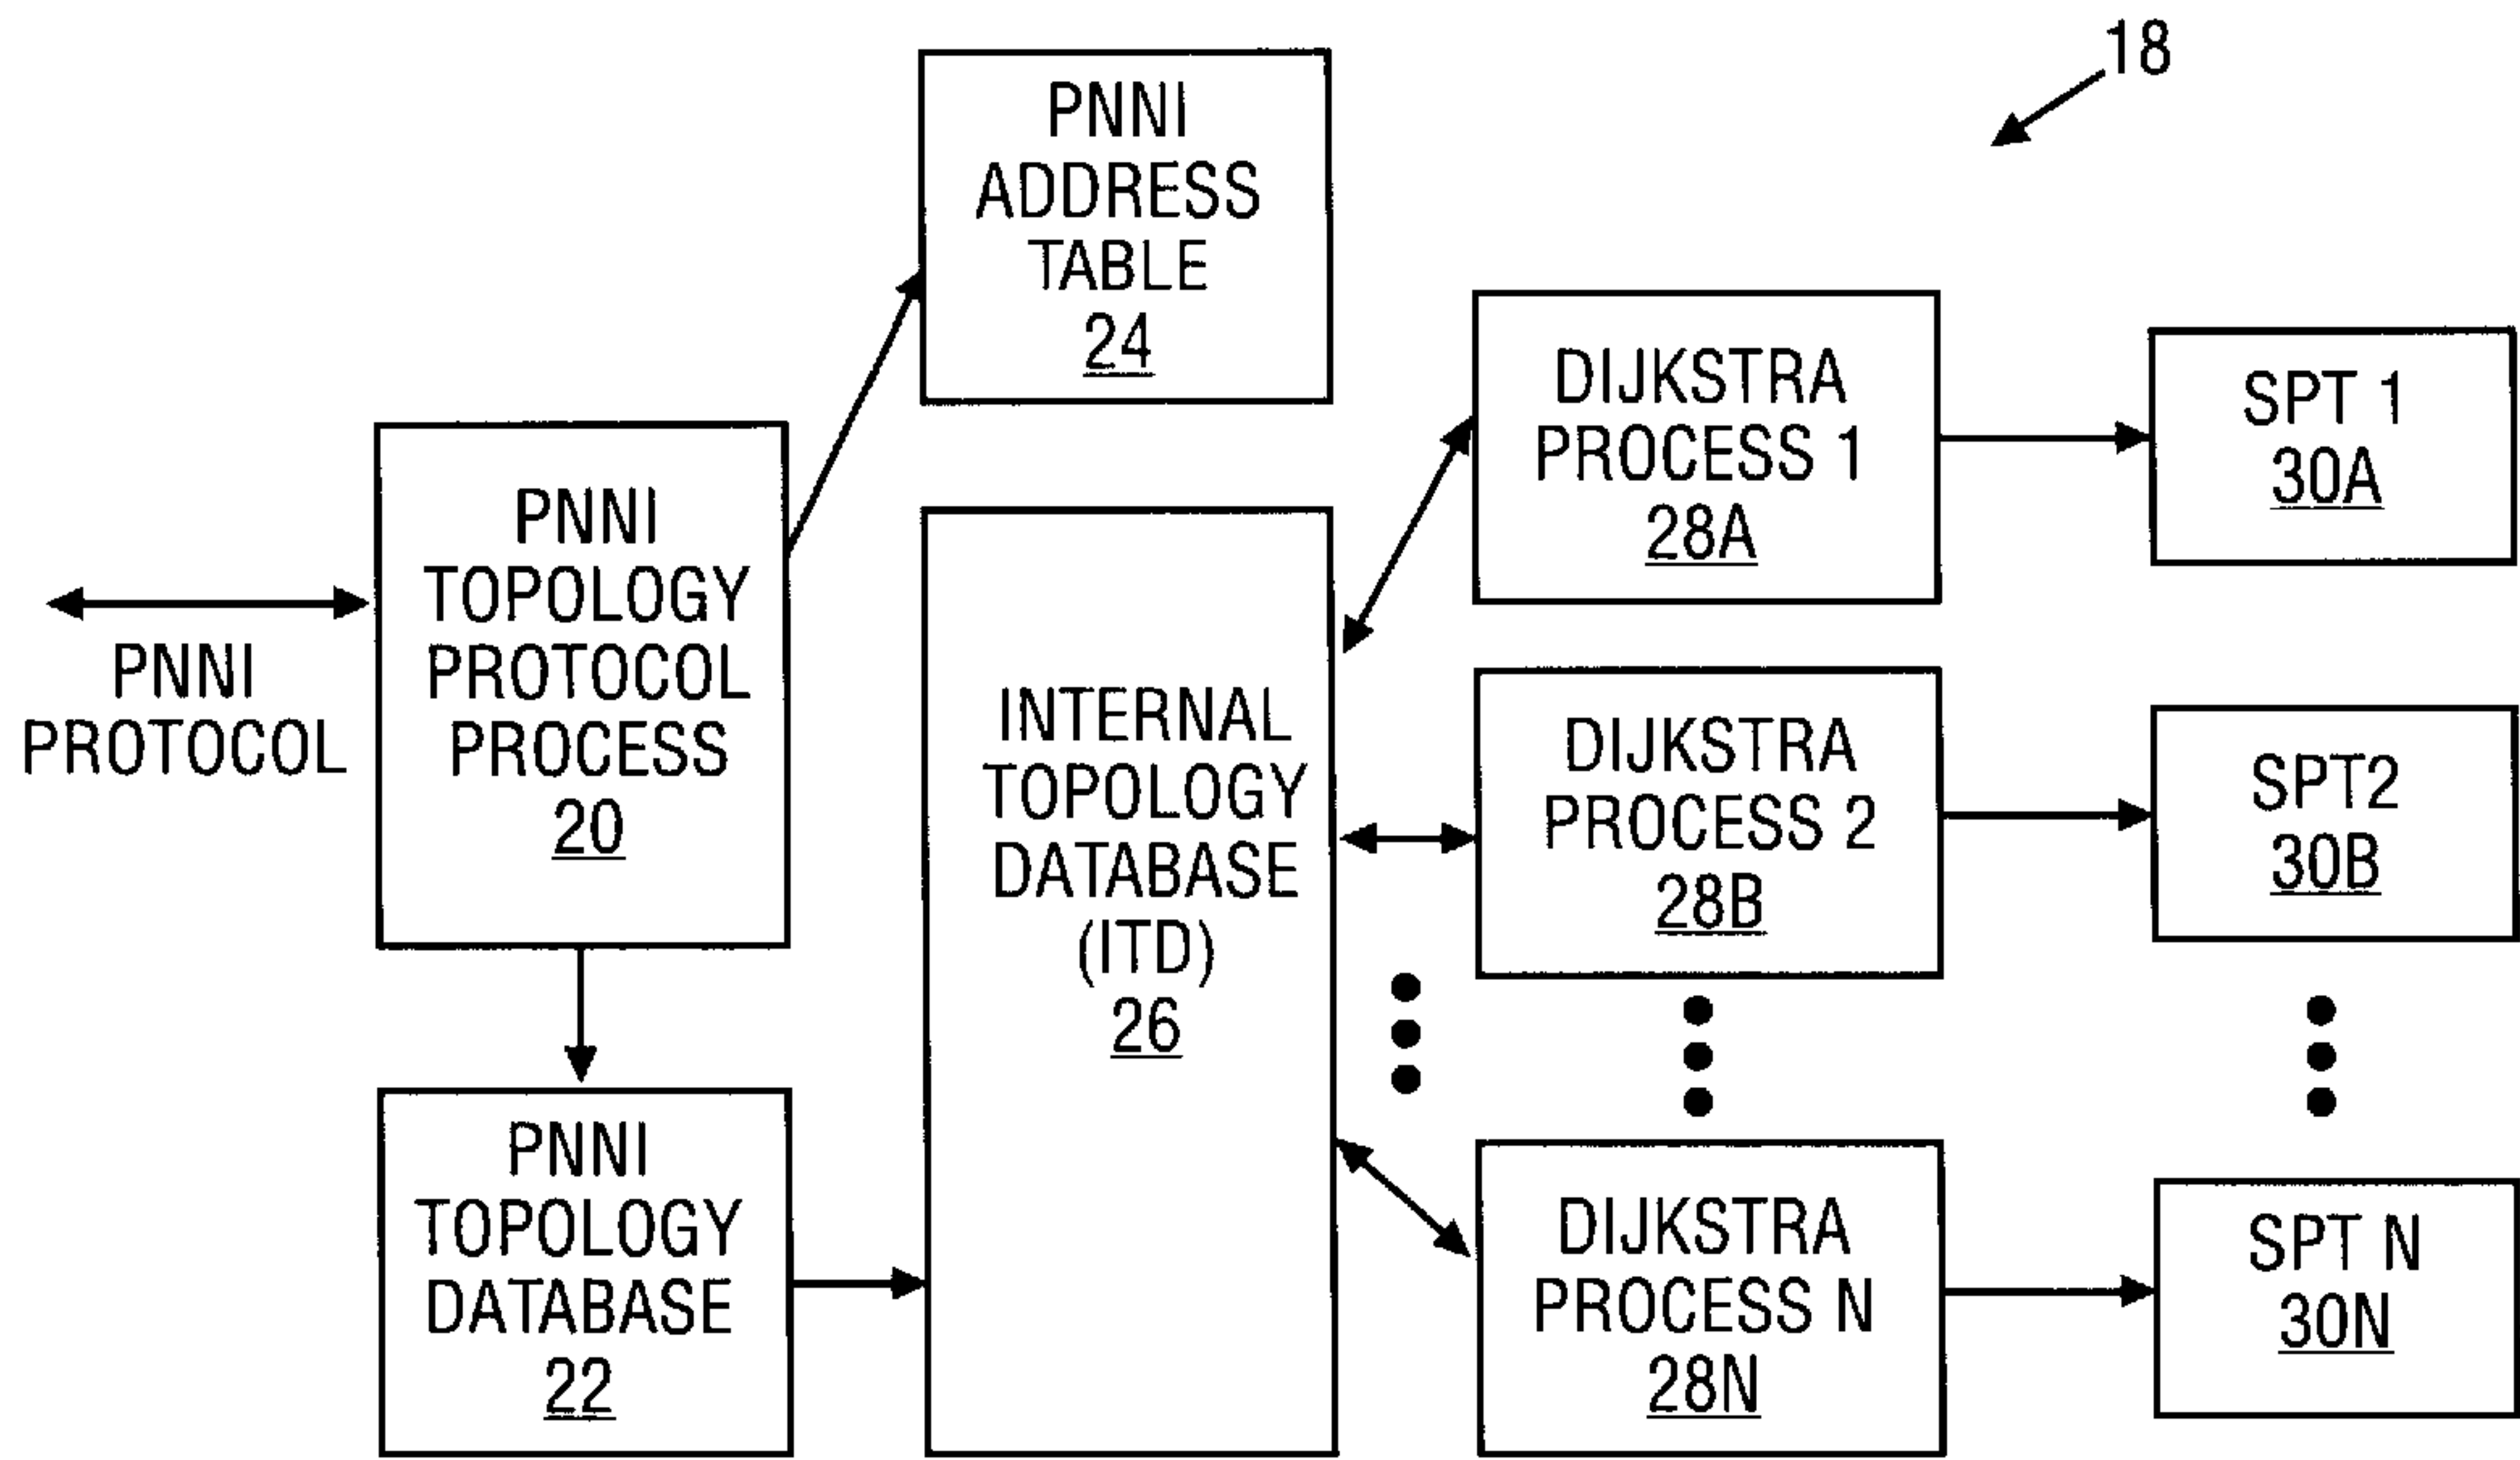 18
PNNI
ADDRESS
TABLE
24
PNNI
TOPOLOGY
PROTOCOL
PROCESS
20
PNNI
PROTOCOL
PNNI
TOPOLOGY
DATABASE
22
INTERNAL
TOPOLOGY
DATABASE
(ITD)
26
DIJKSTRA
PROCESS 1
28A
SPT 1
30A
DIJKSTRA
PROCESS 2
28B
SPT2
30B
DIJKSTRA
PROCESS N
28N
SPT N
30N